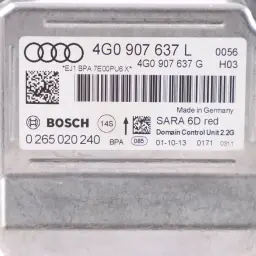 4G0 907 637 L 0056
*EJ1 BPA 7E00PU6 X* 4G0 907 637 G H03
Made in Germany
BOSCH 14S SARA 6D red
Domain Control Unit 2.2G
0 265 020 240 BPA 085 01-10-13 0171 0311